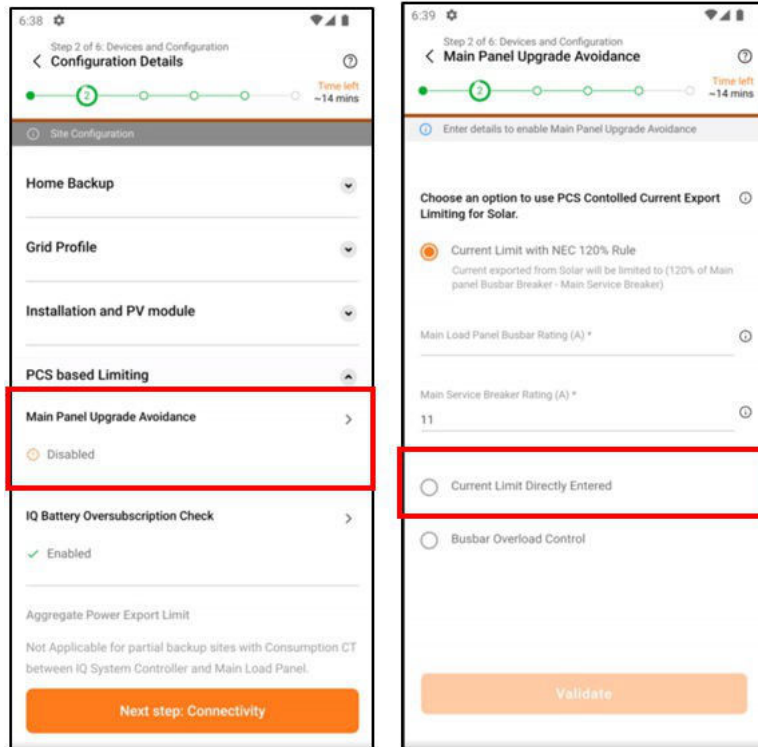 6:38
Step 2 of 6: Devices and Configuration
Configuration Details
2
Time left
~14 mins
Site Configuration
Home Backup
Grid Profile
Installation and PV module
PCS based Limiting
Main Panel Upgrade Avoidance
Disabled
IQ Battery Oversubscription Check
Enabled
Aggregate Power Export Limit
Not Applicable for partial backup sites with Consumption CT
between IQ System Controller and Main Load Panel.
Next step: Connectivity
6:39
Step 2 of 6: Devices and Configuration
Main Panel Upgrade Avoidance
2
Time left
~14 mins
Enter details to enable Main Panel Upgrade Avoidance
Choose an option to use PCS Contolled Current Export
Limiting for Solar.
Current Limit with NEC 120% Rule
Current exported from Solar will be limited to (120% of Main
panel Busbar Breaker - Main Service Breaker)
Main Load Panel Busbar Rating (A) *
Main Service Breaker Rating (A) *
11
Current Limit Directly Entered
Busbar Overload Control
Validate